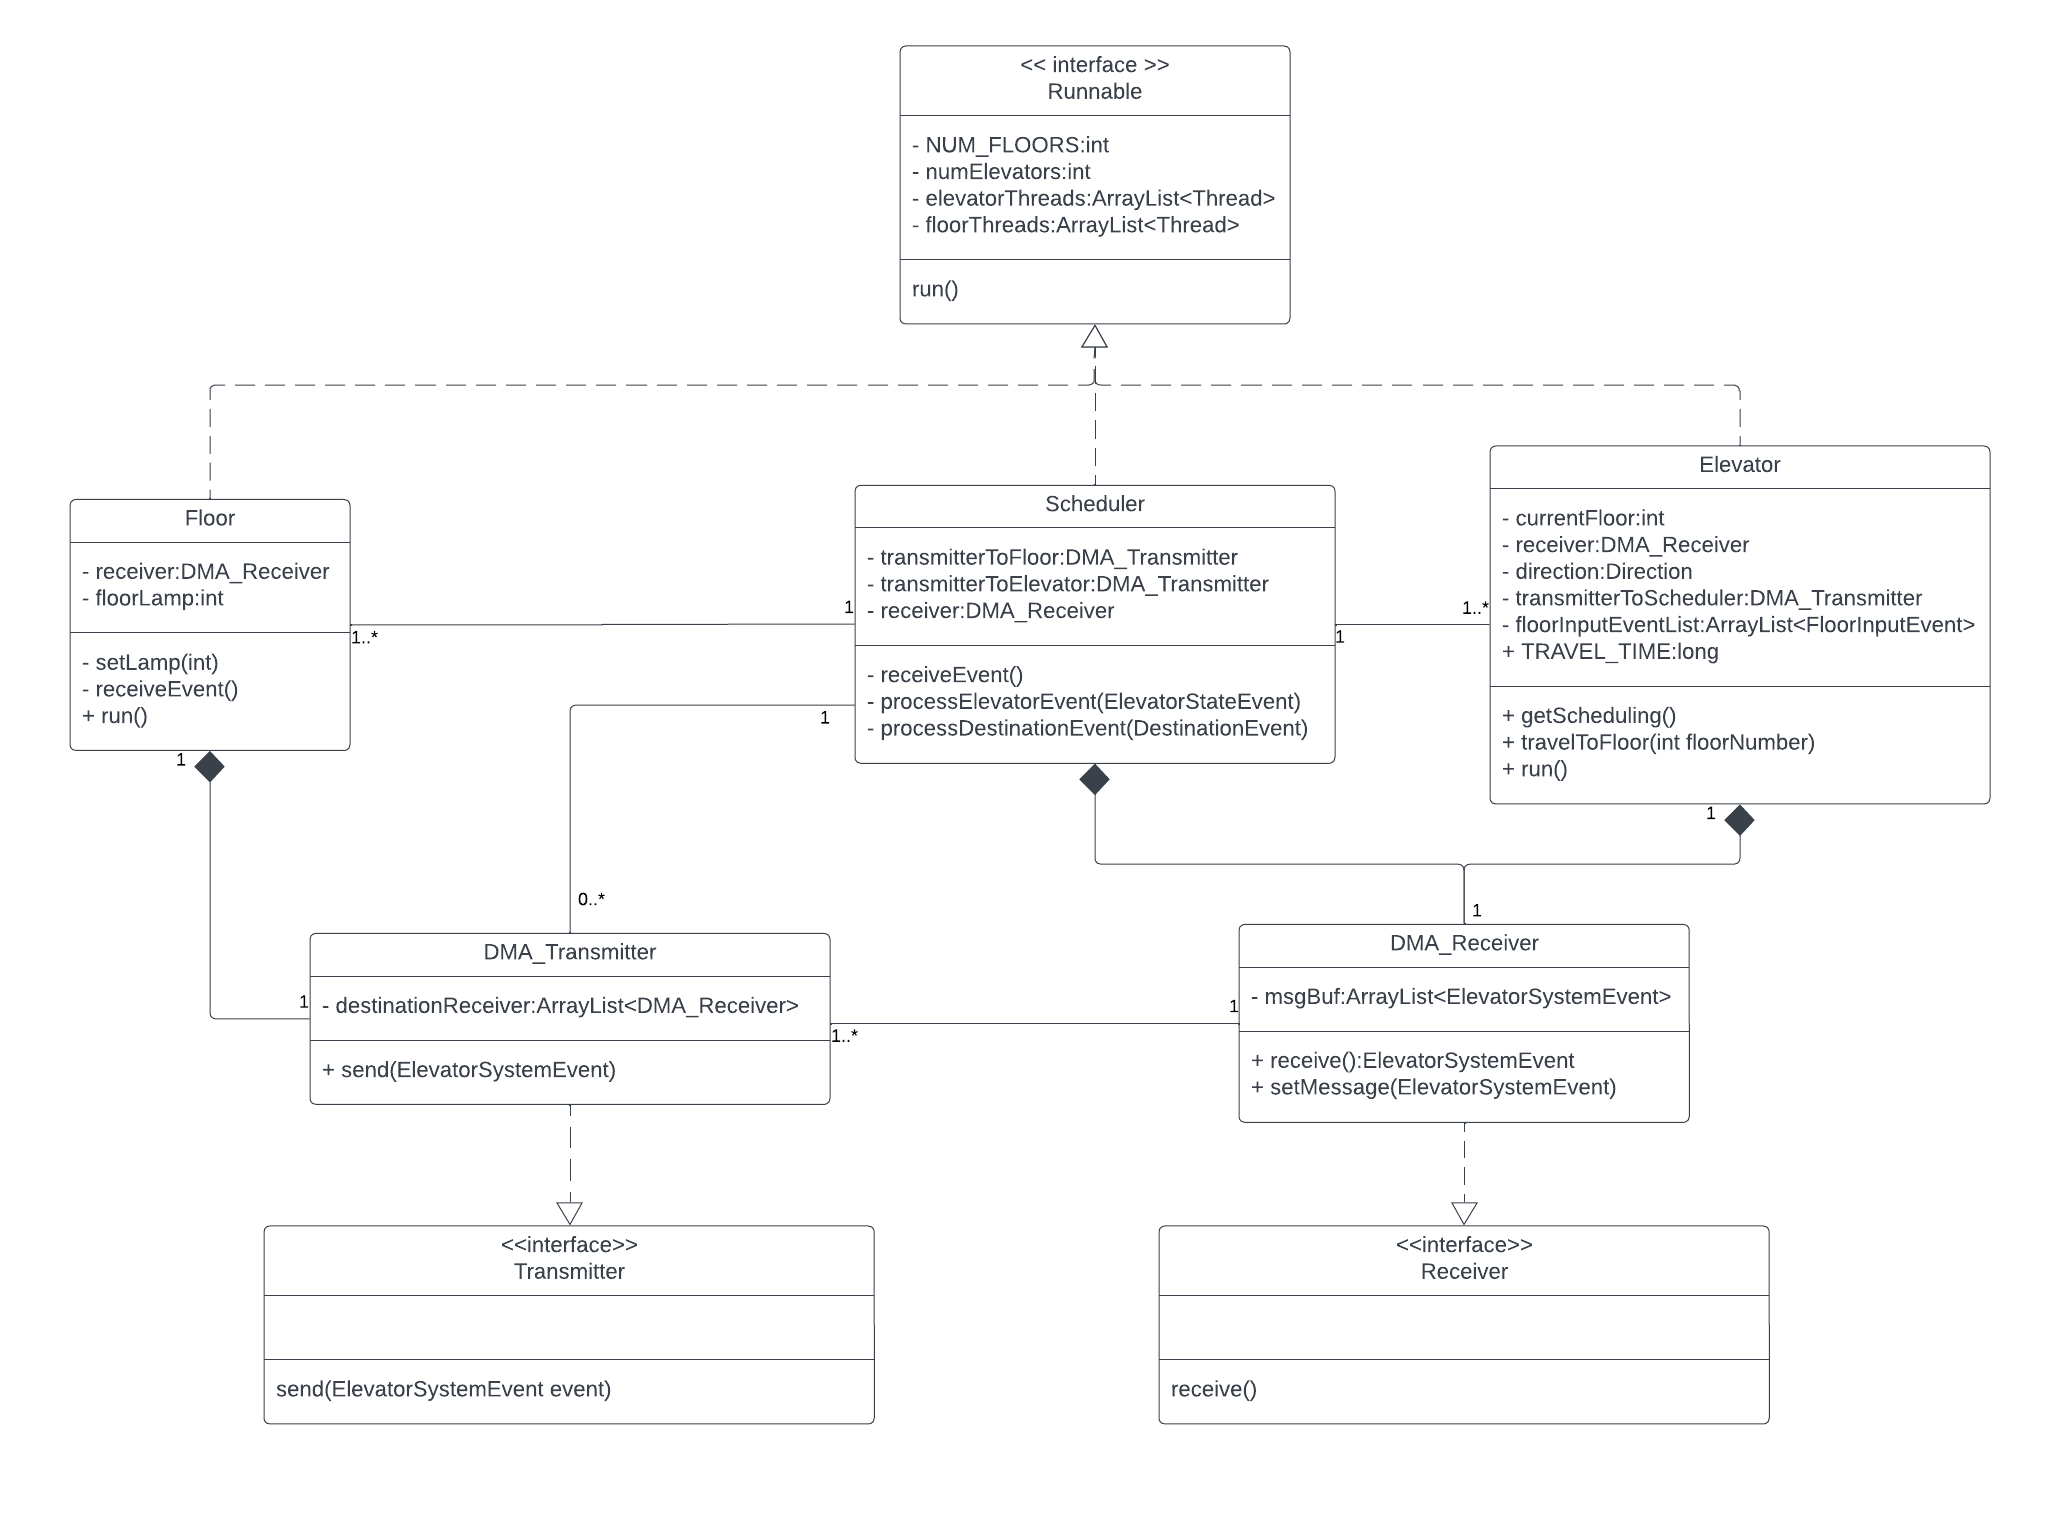 << interface >>
Runnable
- NUM_FLOORS:int
- numElevators:int
- elevatorThreads:ArrayList<Thread>
- floorThreads:ArrayList<Thread>
run()
Floor
- receiver:DMA_Receiver
- floorLamp:int
- setLamp(int)
- receiveEvent()
+ run()
1..*
1
Scheduler
- transmitterToFloor:DMA_Transmitter
- transmitterToElevator:DMA_Transmitter
- receiver:DMA_Receiver
- receiveEvent()
- processElevatorEvent(ElevatorStateEvent)
- processDestinationEvent(DestinationEvent)
1
1..*
Elevator
- currentFloor:int
- receiver:DMA_Receiver
- direction:Direction
- transmitterToScheduler:DMA_Transmitter
- floorInputEventList:ArrayList<FloorInputEvent>
+ TRAVEL_TIME:long
+ getScheduling()
+ travelToFloor(int floorNumber)
+ run()
1
1
1
0..*
1
1
DMA_Transmitter
- destinationReceiver:ArrayList<DMA_Receiver>
+ send(ElevatorSystemEvent)
1..*
1
DMA_Receiver
- msgBuf:ArrayList<ElevatorSystemEvent>
+ receive():ElevatorSystemEvent
+ setMessage(ElevatorSystemEvent)
<<interface>>
Transmitter
send(ElevatorSystemEvent event)
<<interface>>
Receiver
receive()